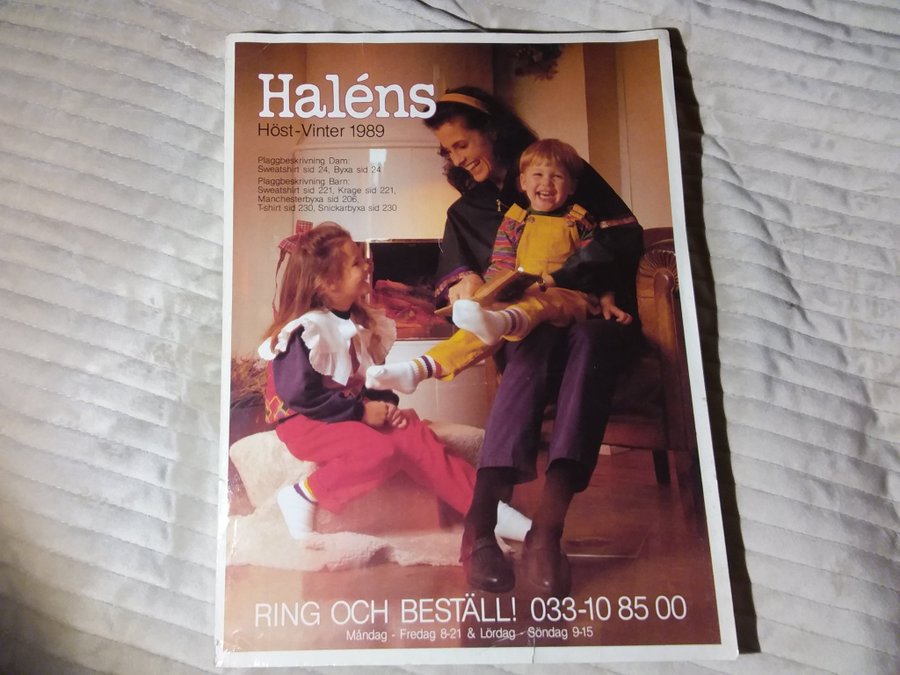 Haléns
Höst-Vinter 1989
Plaggbeskrivning Dam:
Sweatshirt sid 24, Byxa sid 24
Plaggbeskrivning Barn:
Sweatshirt sid 221, Krage sid 221,
Manchesterbyxa sid 206,
T-shirt sid 230, Snickarbyxa sid 230
RING OCH BESTÄLL! 033-10 85 00
Måndag - Fredag 8-21 & Lördag - Söndag 9-15